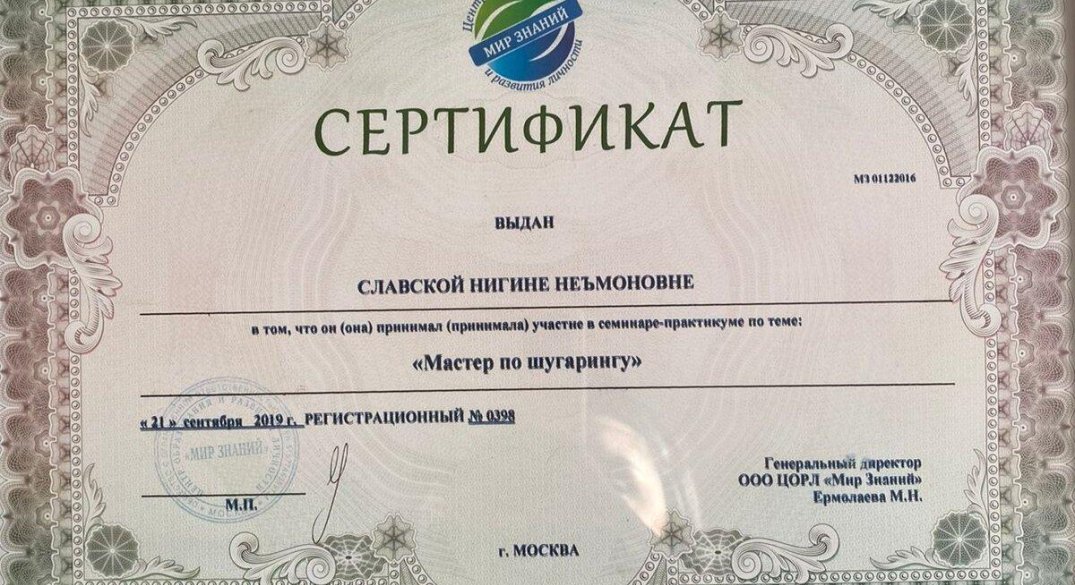 Цент
МИР ЗНАНИЙ
и развития личности
СЕРТИФИКАТ
МЗ 01122016
ВЫДАН
СЛАВСКОЙ НИГИНЕ НЕЪМОНОВНЕ
в том, что он (она) принимал (принимала) участие в семинаре-практикуме по теме:
«Мастер по шугарингу»
« 21 » сентября 2019 г. РЕГИСТРАЦИОННЫЙ № 0398
«МИР ЗНАНИЙ»
МОСКВА
М.П.
Генеральный директор
ООО ЦОРЛ «Мир Знаний»
Ермолаева М.Н.
г. МОСКВА